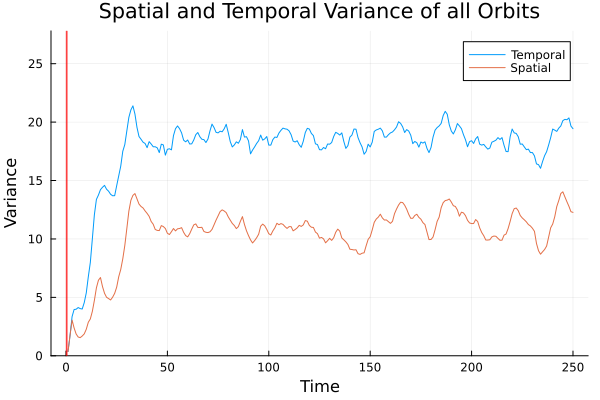 Spatial and Temporal Variance of all Orbits
Temporal
Spatial
25
20
15
10
5
0
Variance
0 50 100 150 200 250
Time